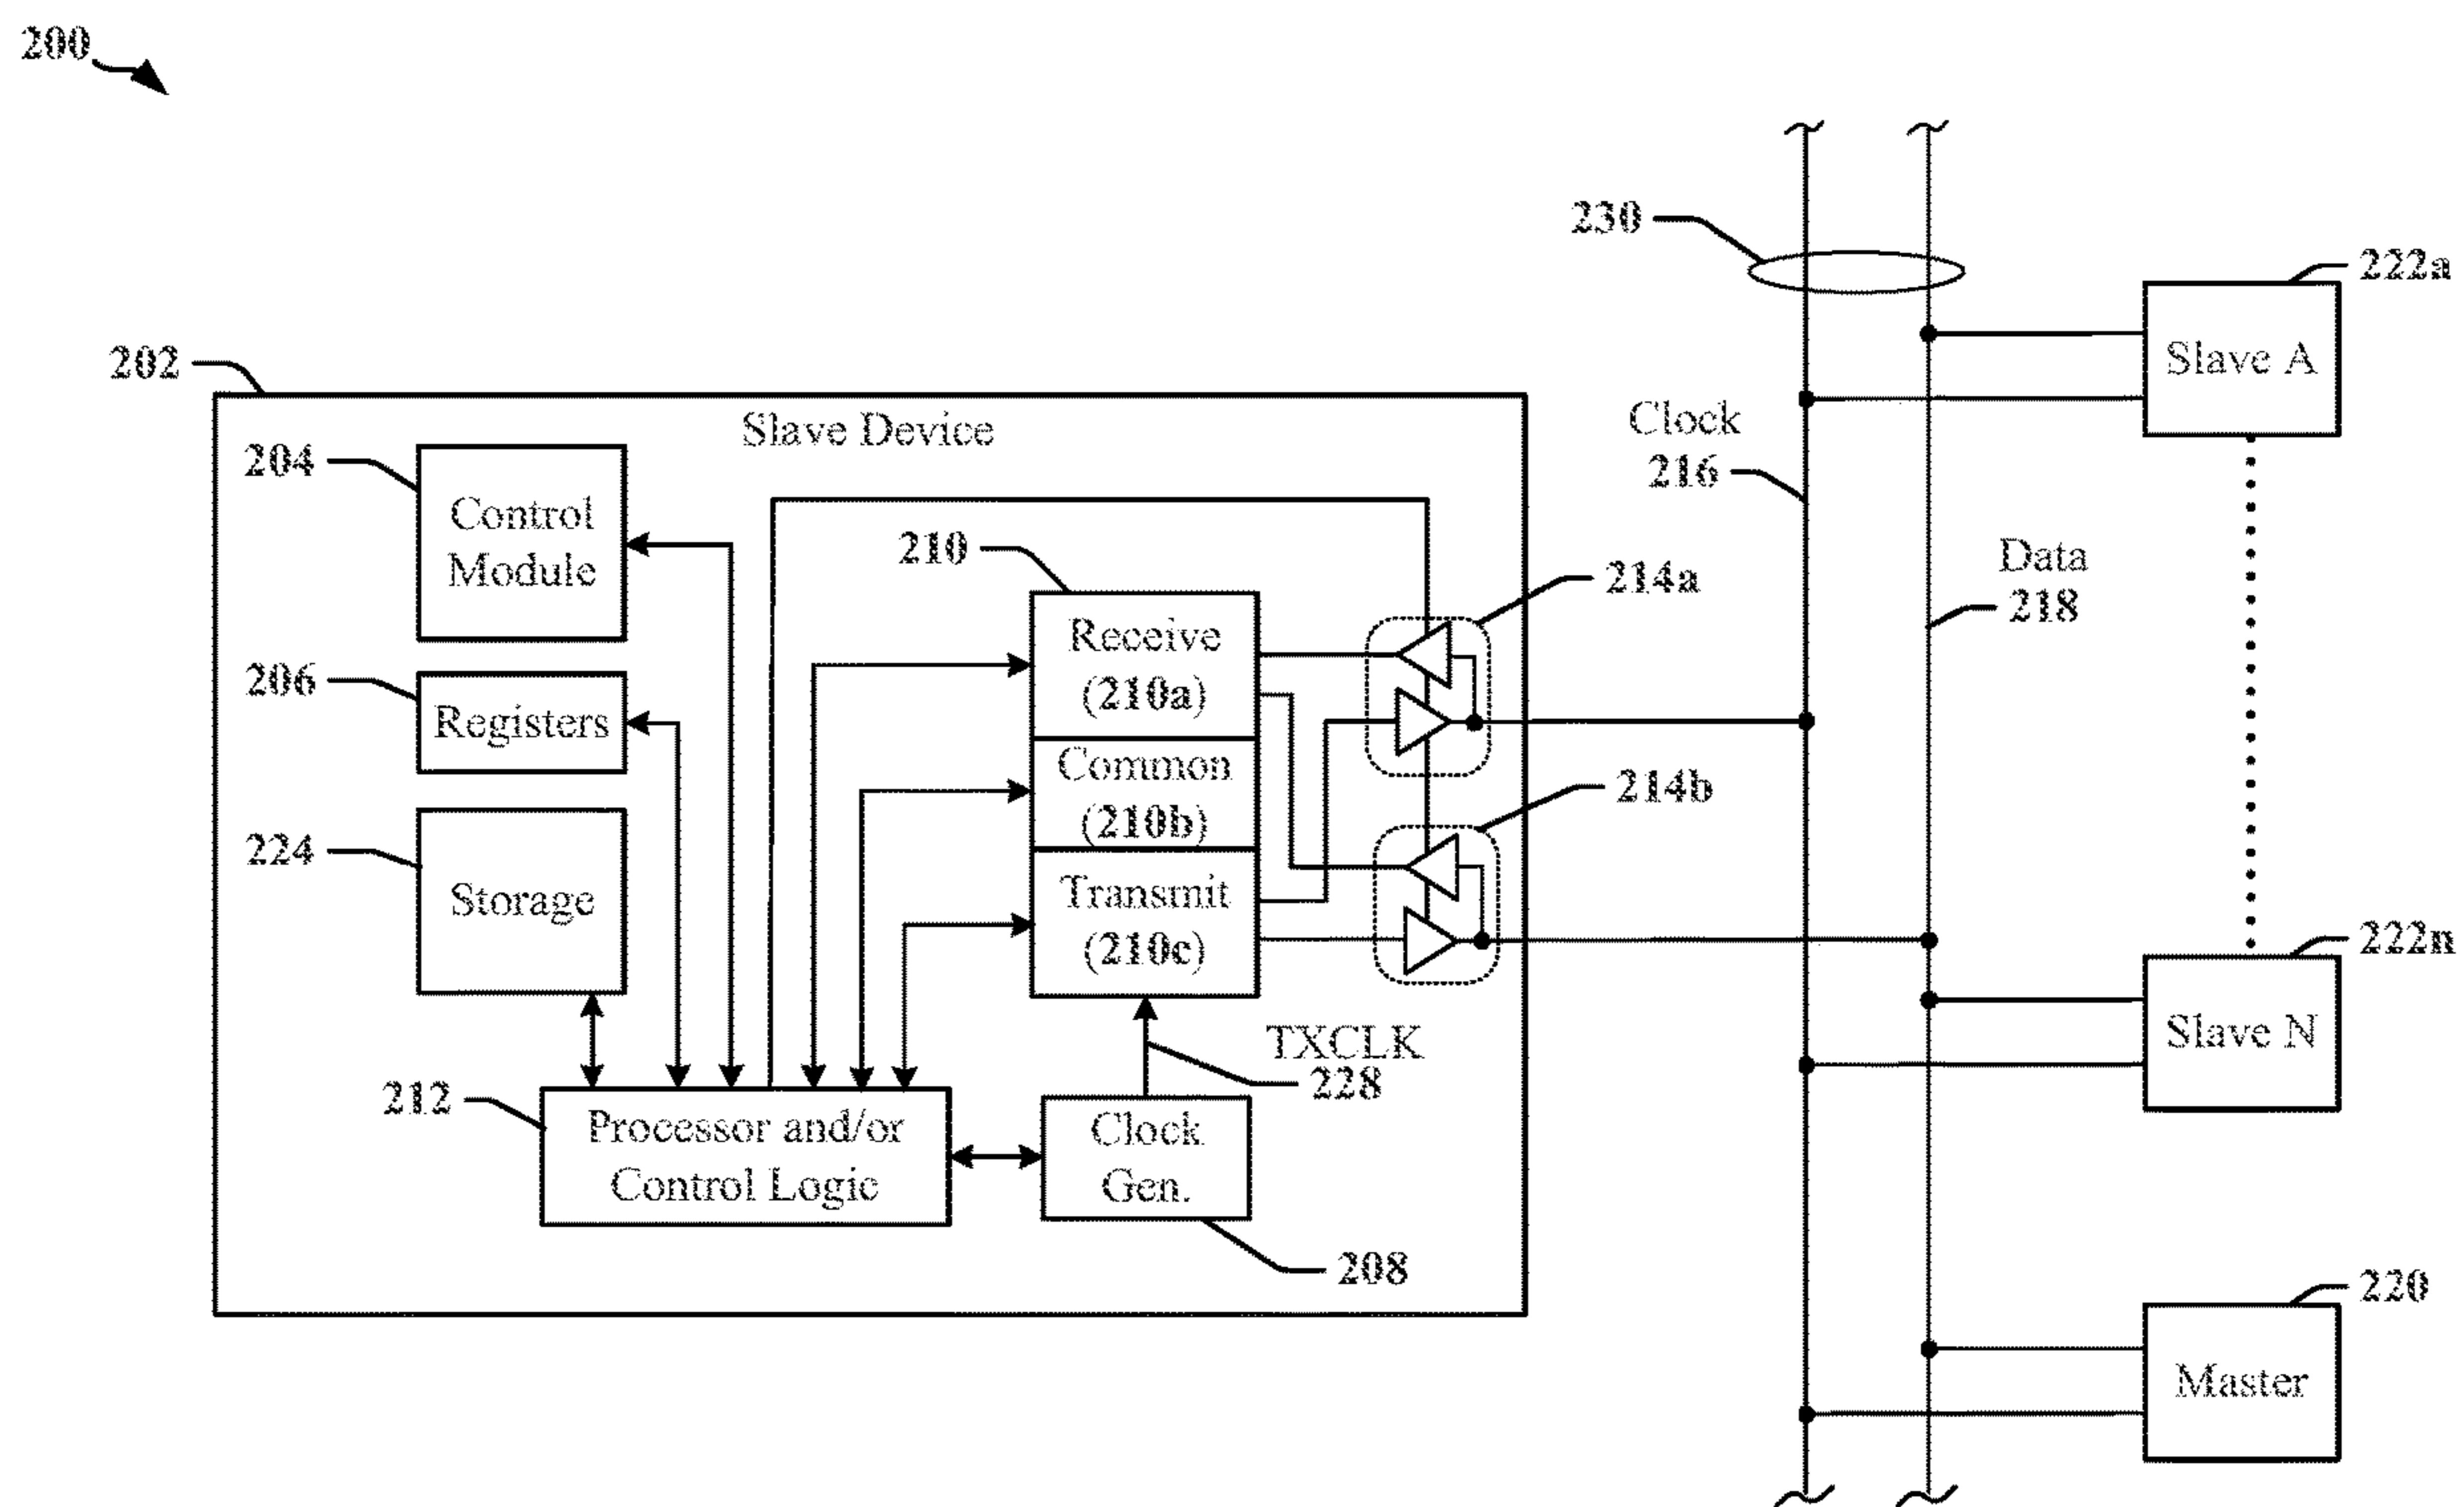 200
230
222a
Slave A
202
Slave Device
Clock
216
204
Control
Module
210
Data
218
214a
Receive
(210a)
206
Registers
Common
(210b)
214b
224
Storage
Transmit
(210c)
222n
Slave N
TXCLK
228
212
Processor and/or
Control Logic
Clock
Gen.
208
220
Master